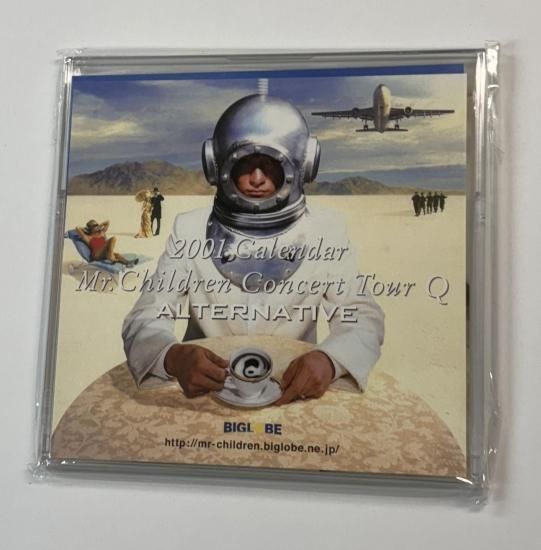 2001 Calendar
Mr.Children Concert Tour Q
ALTERNATIVE
BIGLOBE
http://mr-children.biglobe.ne.jp/